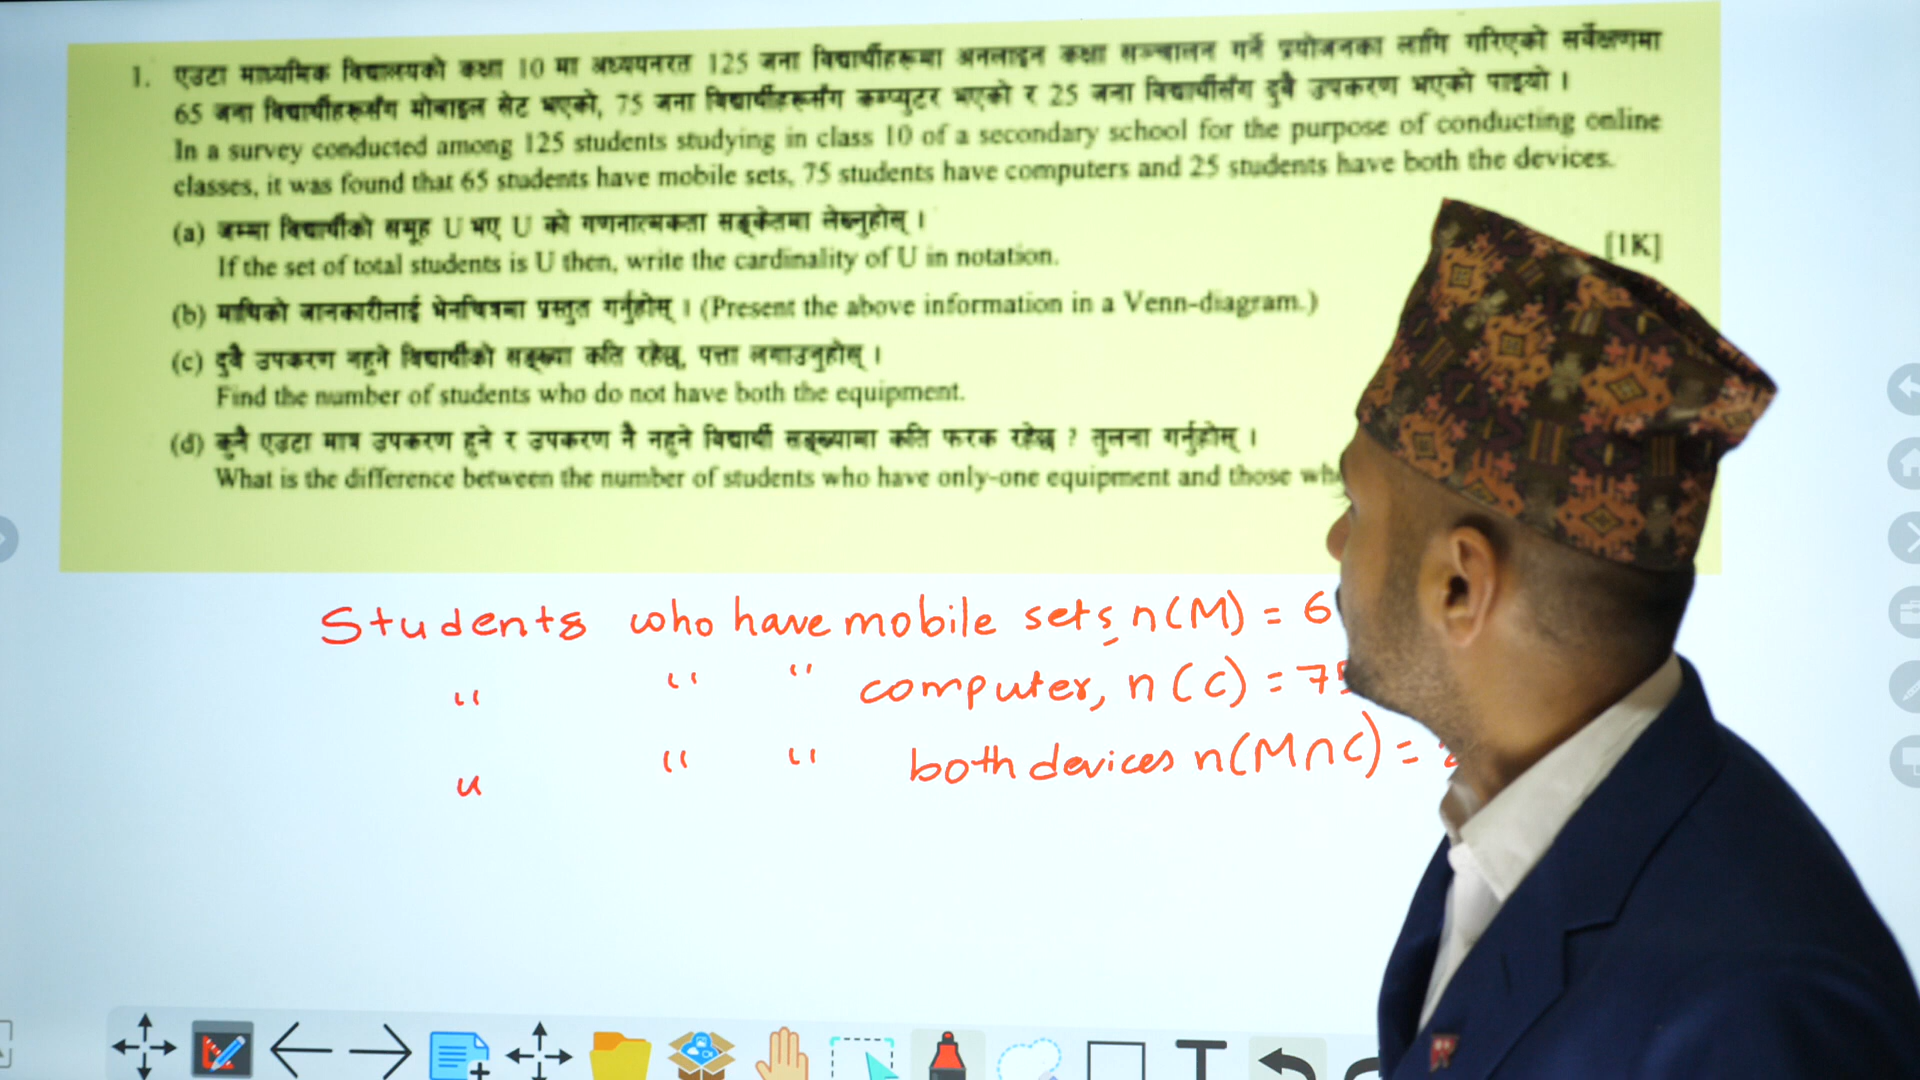 1. एउटा माध्यमिक विद्यालयको कक्षा 10 मा अध्ययनरत 125 जना विद्यार्थीहरूमा अनलाइन कक्षा सञ्चालन गर्ने प्रयोजनका लागि गरिएको सर्वेक्षणमा
65 जना विद्यार्थीहरूसँग मोबाइल सेट भएको, 75 जना विद्यार्थीहरूसँग कम्प्युटर भएको र 25 जना विद्यार्थीसँग दुवै उपकरण भएको पाइयो ।
In a survey conducted among 125 students studying in class 10 of a secondary school for the purpose of conducting online
classes, it was found that 65 students have mobile sets, 75 students have computers and 25 students have both the devices.
(a) जम्मा विद्यार्थीको समूह U भए U को गणनात्मकता सङ्केतमा लेख्नुहोस् ।
[1K]
If the set of total students is U then, write the cardinality of U in notation.
(b) माथिको जानकारीलाई भेनचित्रमा प्रस्तुत गर्नुहोस् । (Present the above information in a Venn-diagram.)
(c) दुवै उपकरण नहुने विद्यार्थीको सङ्ख्या कति रहेछ, पत्ता लगाउनुहोस् ।
Find the number of students who do not have both the equipment.
(d) कुनै एउटा मात्र उपकरण हुने र उपकरण नै नहुने विद्यार्थी सङ्ख्यामा कति फरक रहेछ ? तुलना गर्नुहोस् ।
What is the difference between the number of students who have only-one equipment and those
Students who have mobile sets, n(M) = 6
" " " computer, n(C) = 75
" " " both devices n(M∩C) =